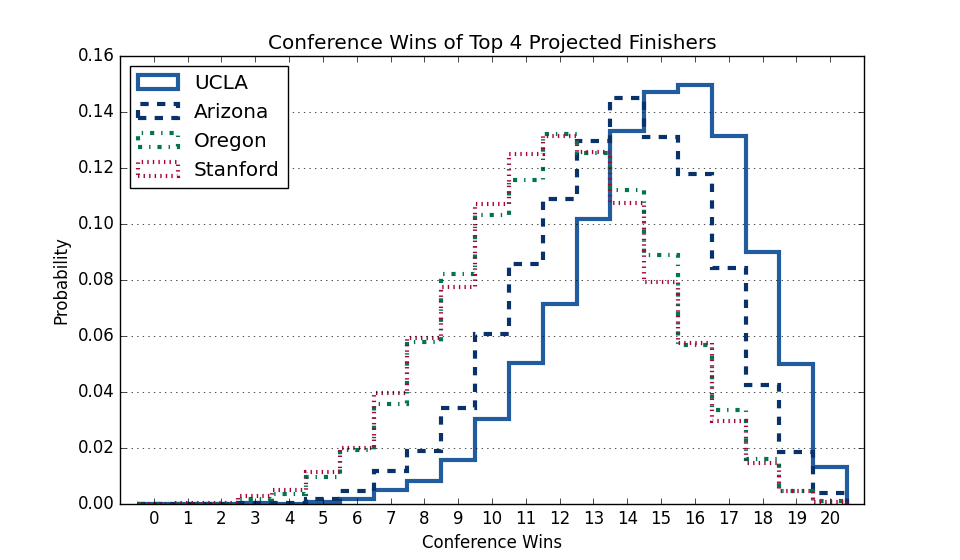 Conference Wins of Top 4 Projected Finishers
UCLA
Arizona
Oregon
Stanford
0.16
0.14
0.12
0.10
0.08
0.06
0.04
0.02
0.00
Probability
0 1 2 3 4 5 6 7 8 9 10 11 12 13 14 15 16 17 18 19 20
Conference Wins